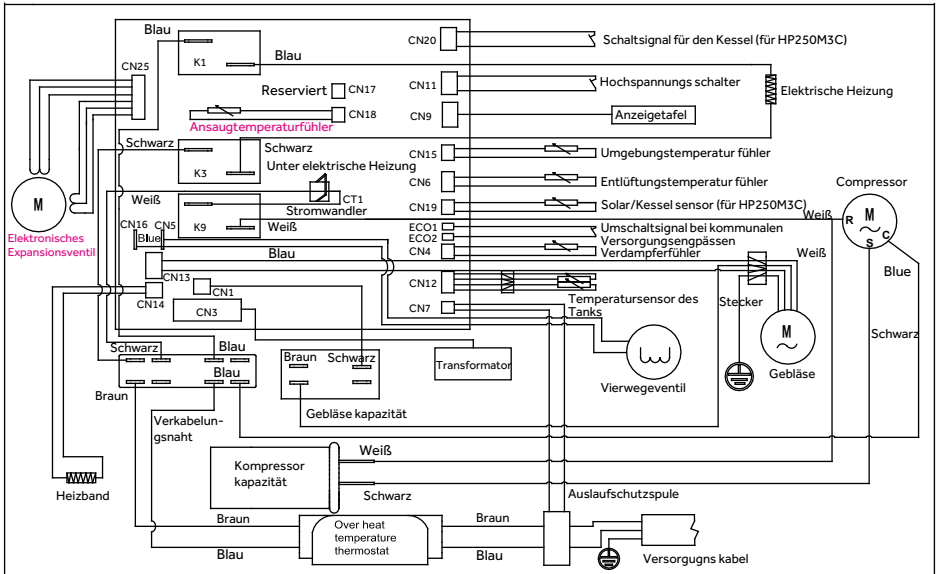 Blau
CN20
Schaltsignal für den Kessel (für HP250M3C)
K1
Blau
CN25
CN11
Hochspannungs schalter
Reserviert
CN17
Elektrische Heizung
CN18
CN9
Anzeigetafel
Ansaugtemperaturfühler
Schwarz
Schwarz
CN15
Umgebungstemperatur fühler
K3
Unter elektrische Heizung
CN6
Entlüftungstemperatur fühler
Compressor
M
Weiß
CT1
Stromwandler
CN19
Solar/Kessel sensor (für HP250M3C)
Weiß
R
M
S
C
CN16
CN5
K9
Weiß
ECO1
Umschaltsignal bei kommunalen
ECO2
Versorgungsengpässen
Elektronisches
Expansionsventil
Blue
Blau
CN4
Verdampferfühler
Weiß
Blue
CN13
CN1
CN12
CN14
Temperatursensor des
Tanks
Stecker
CN3
CN7
M
Schwarz
Schwarz
Blau
Braun
Schwarz
Transformator
Vierwegeventil
Gebläse
Blau
Braun
Gebläse kapazität
Verkabelun-
gsnaht
Weiß
Kompressor
kapazität
Heizband
Schwarz
Auslaufschutzspule
Braun
Over heat
temperature
thermostat
Braun
Blau
Blau
Versorgugns kabel